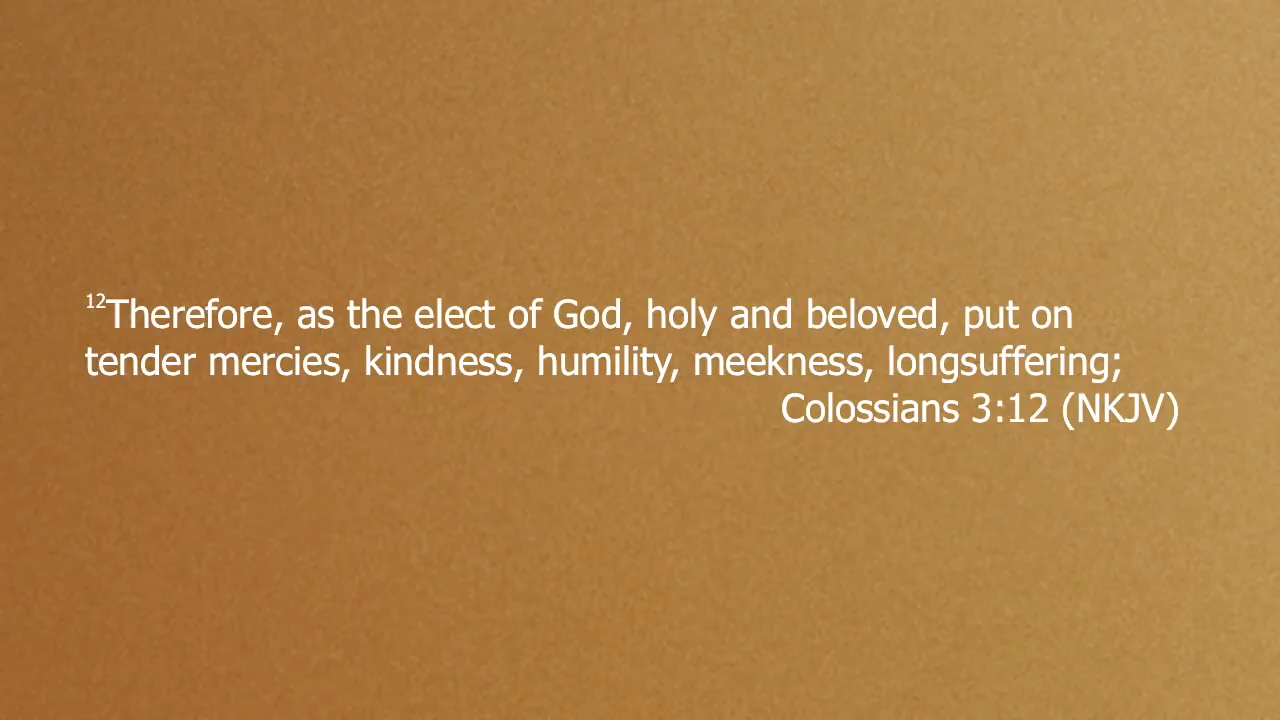 12Therefore, as the elect of God, holy and beloved, put on
tender mercies, kindness, humility, meekness, longsuffering;
Colossians 3:12 (NKJV)